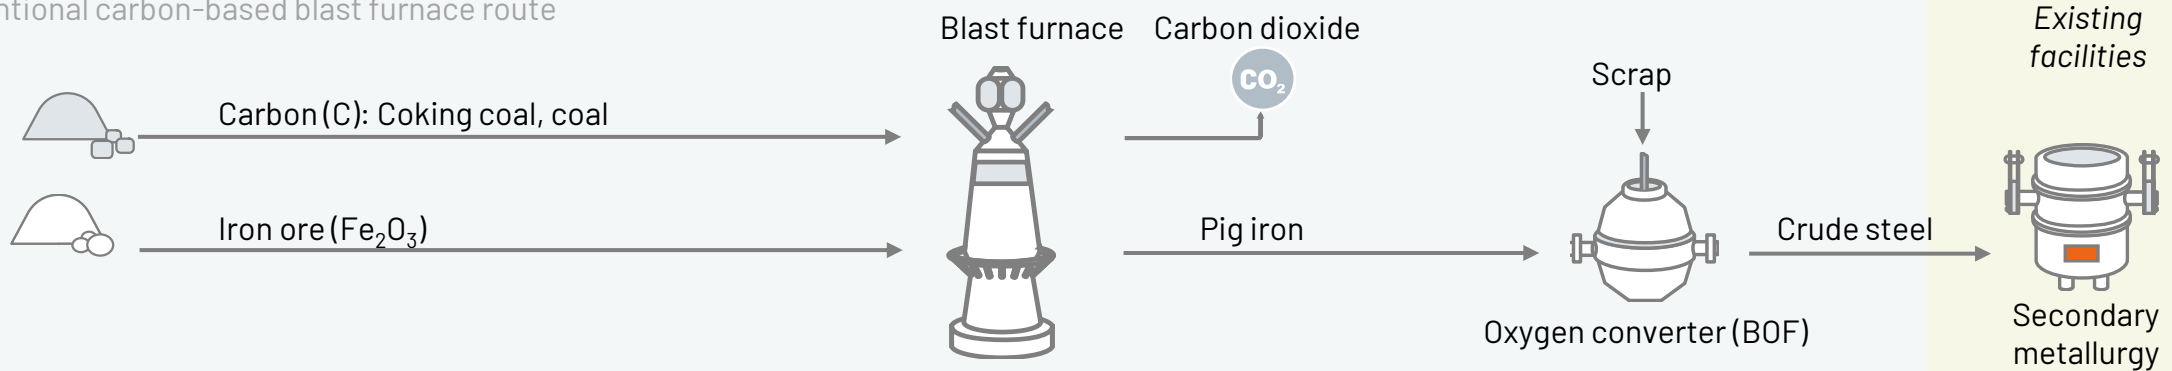 ntional carbon-based blast furnace route
Blast furnace
Carbon dioxide
Existing
facilities
CO₂
Scrap
Carbon (C): Coking coal, coal
Iron ore (Fe₂O₃)
Pig iron
Crude steel
Oxygen converter (BOF)
Secondary
metallurgy